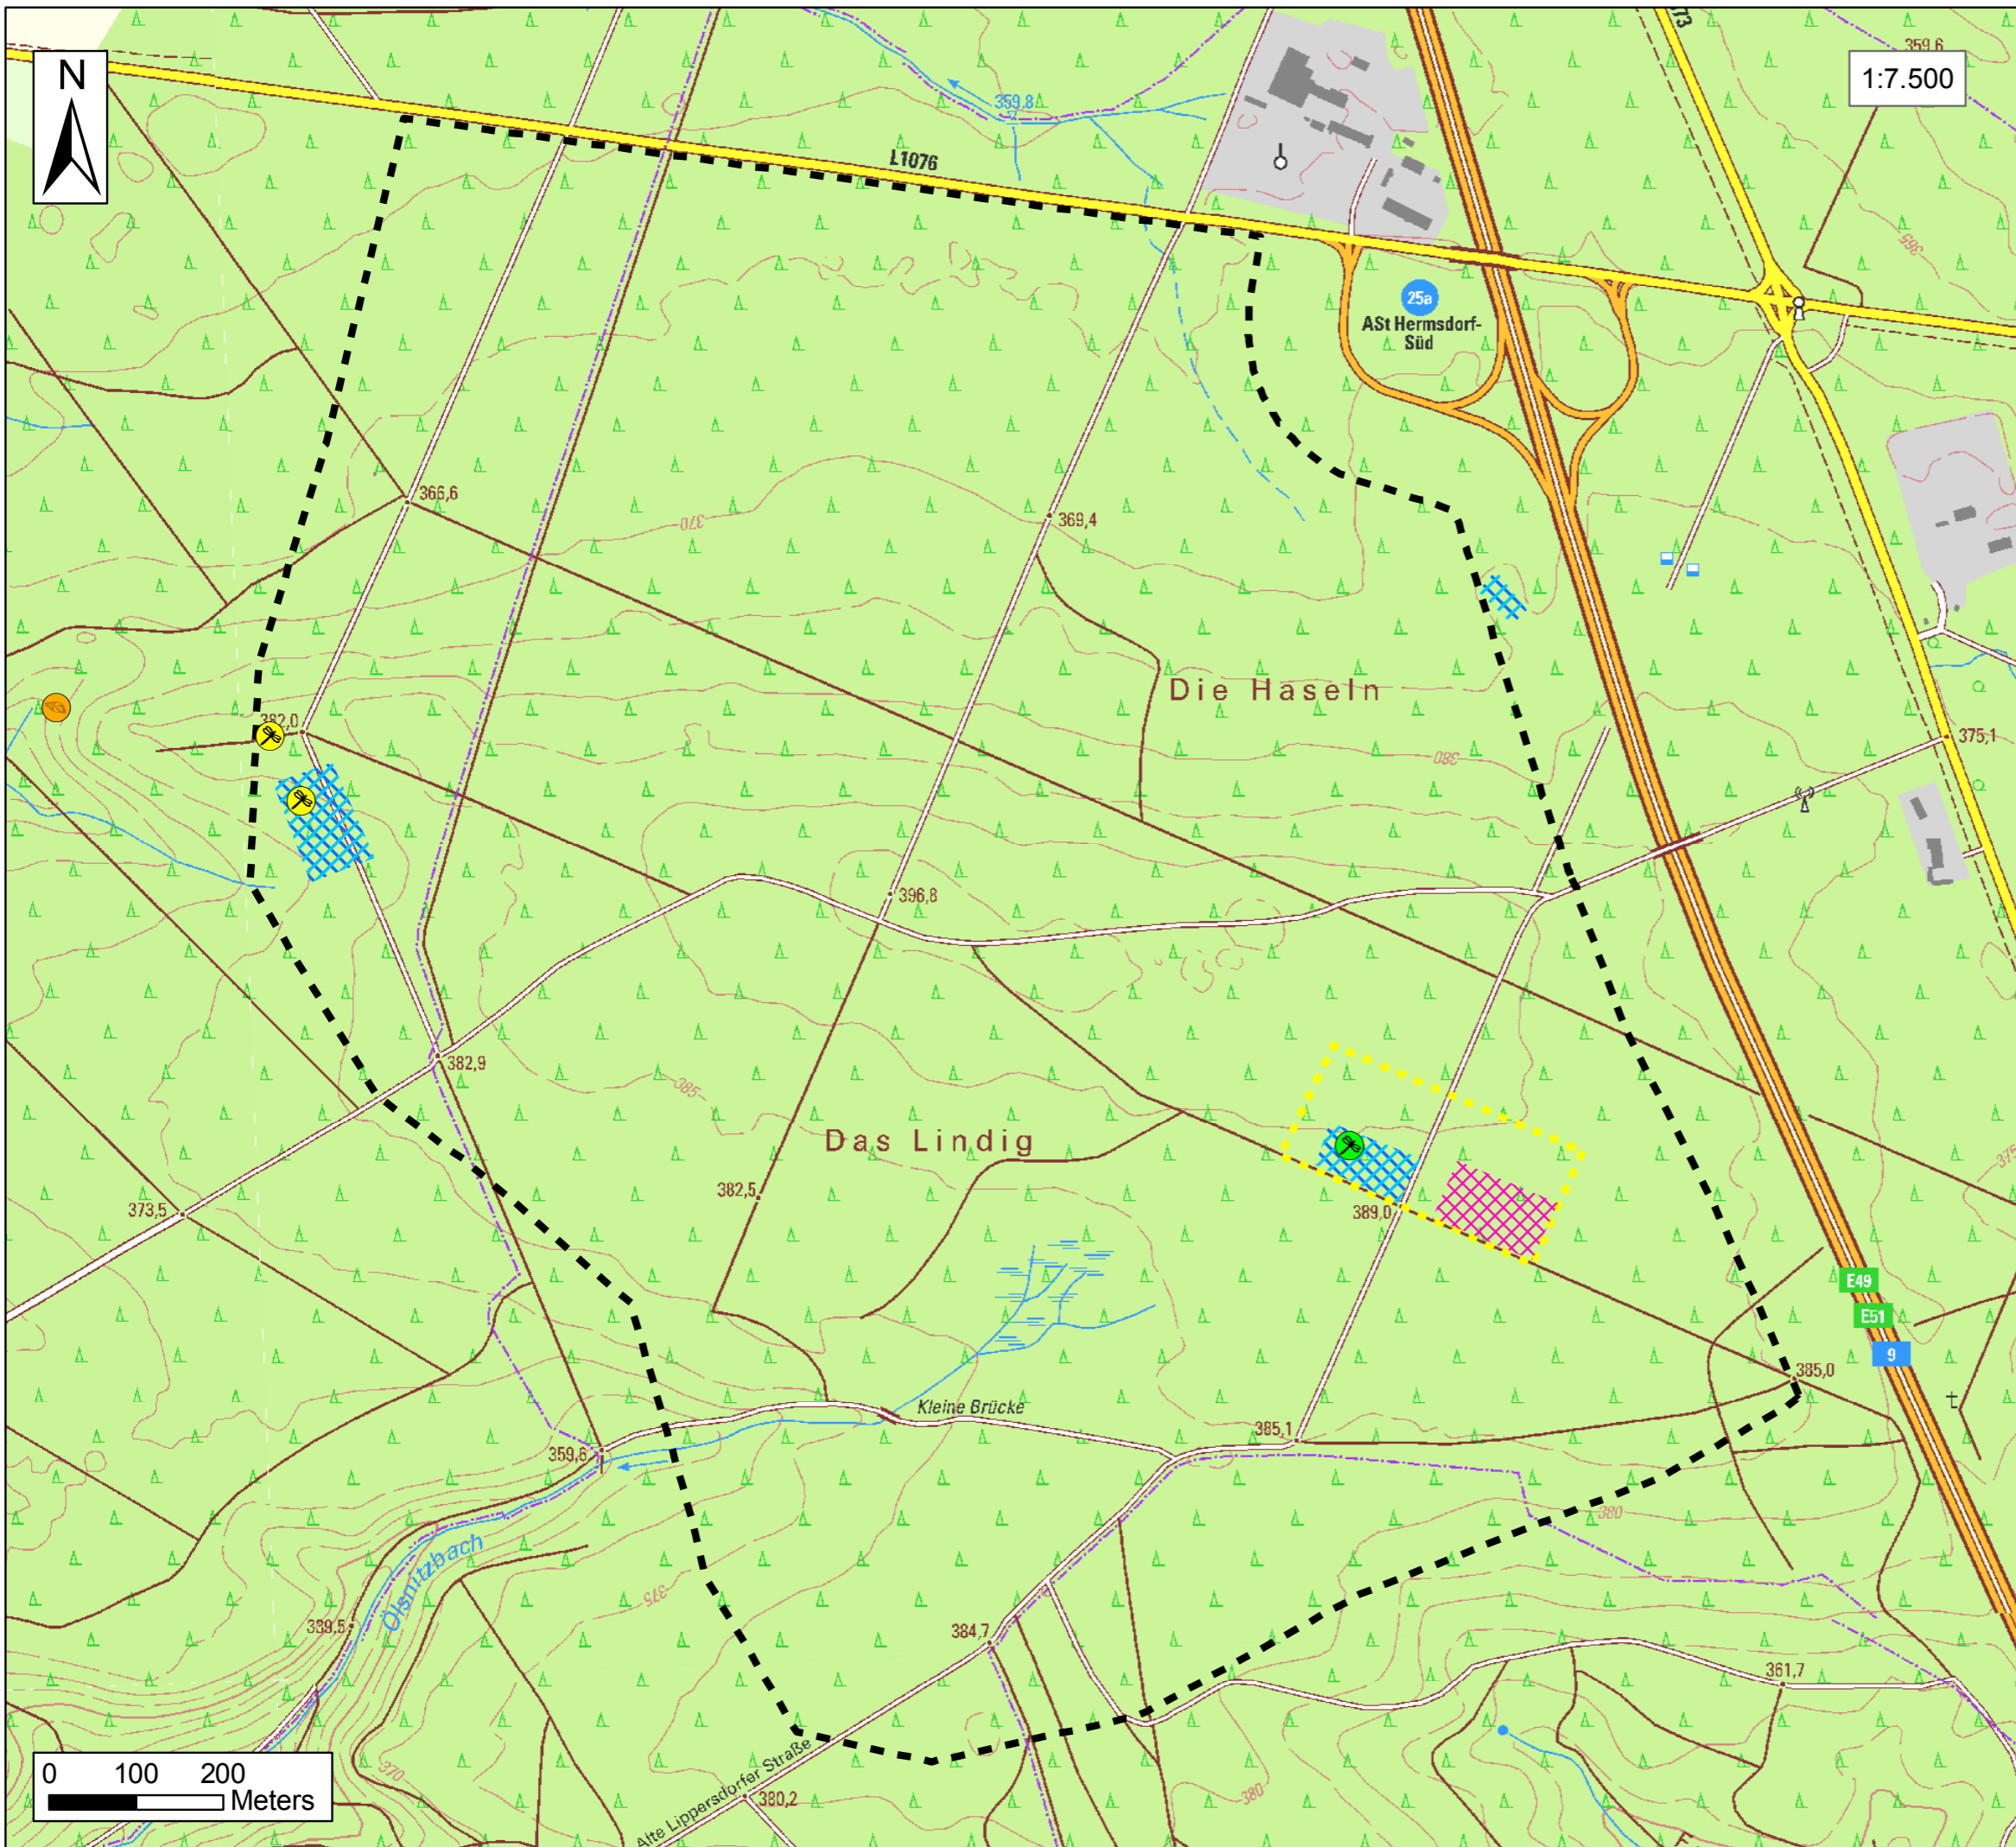 73
359,6
N
1:7.500
359,8
L1076
365
25a
ASt Hermsdorf-
Süd
366,6
370
369,4
Die Haseln
382,0
375,1
380
396,8
382,9
385
Das Lindig
375
382,5
373,5
389,0
E49
E51
9
385,0
Kleine Brücke
385,1
359,6
380
Ölsnitzbach
375
339,5
384,7
361,7
370
380
0 100 200
Meters
380,2
Alte Lippersdorfer Straße